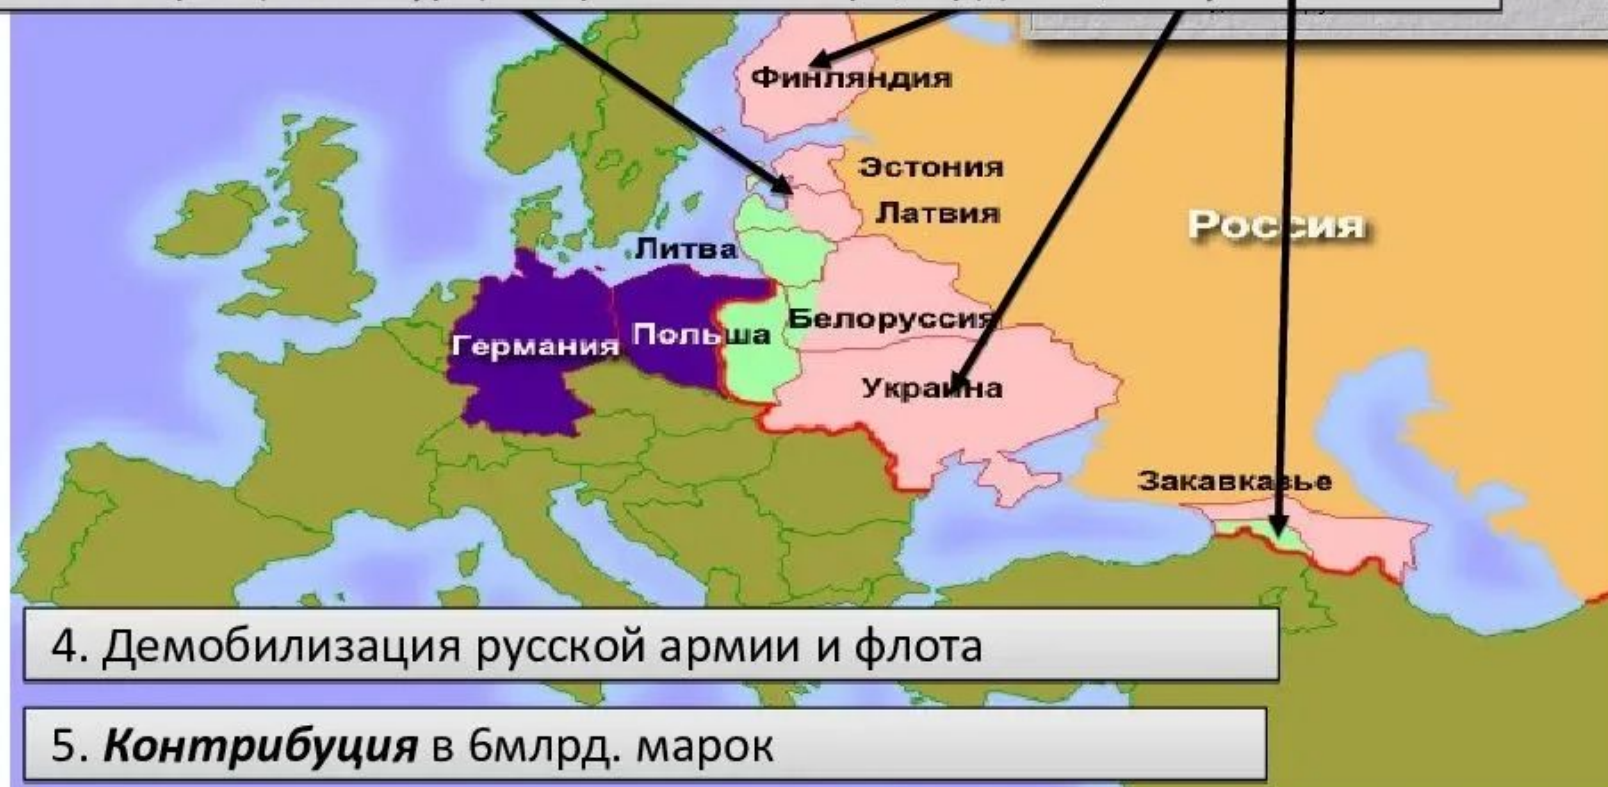 Финляндия
Эстония
Латвия
Россия
Литва
Белоруссия
Германия
Польша
Украина
Закавказье
4. Демобилизация русской армии и флота
5. Контрибуция в 6млрд. марок